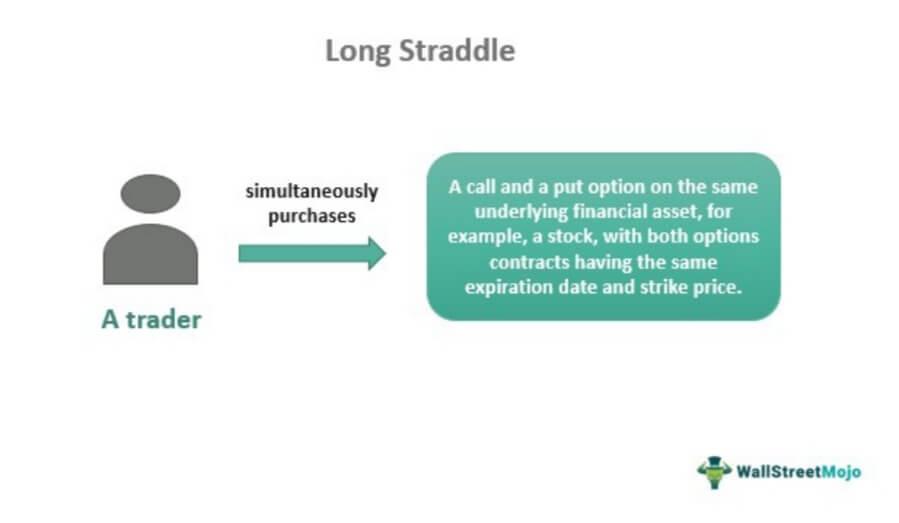 Long Straddle
simultaneously
purchases
A call and a put option on the same
underlying financial asset, for
example, a stock, with both options
contracts having the same
expiration date and strike price.
A trader
WallStreetMojo